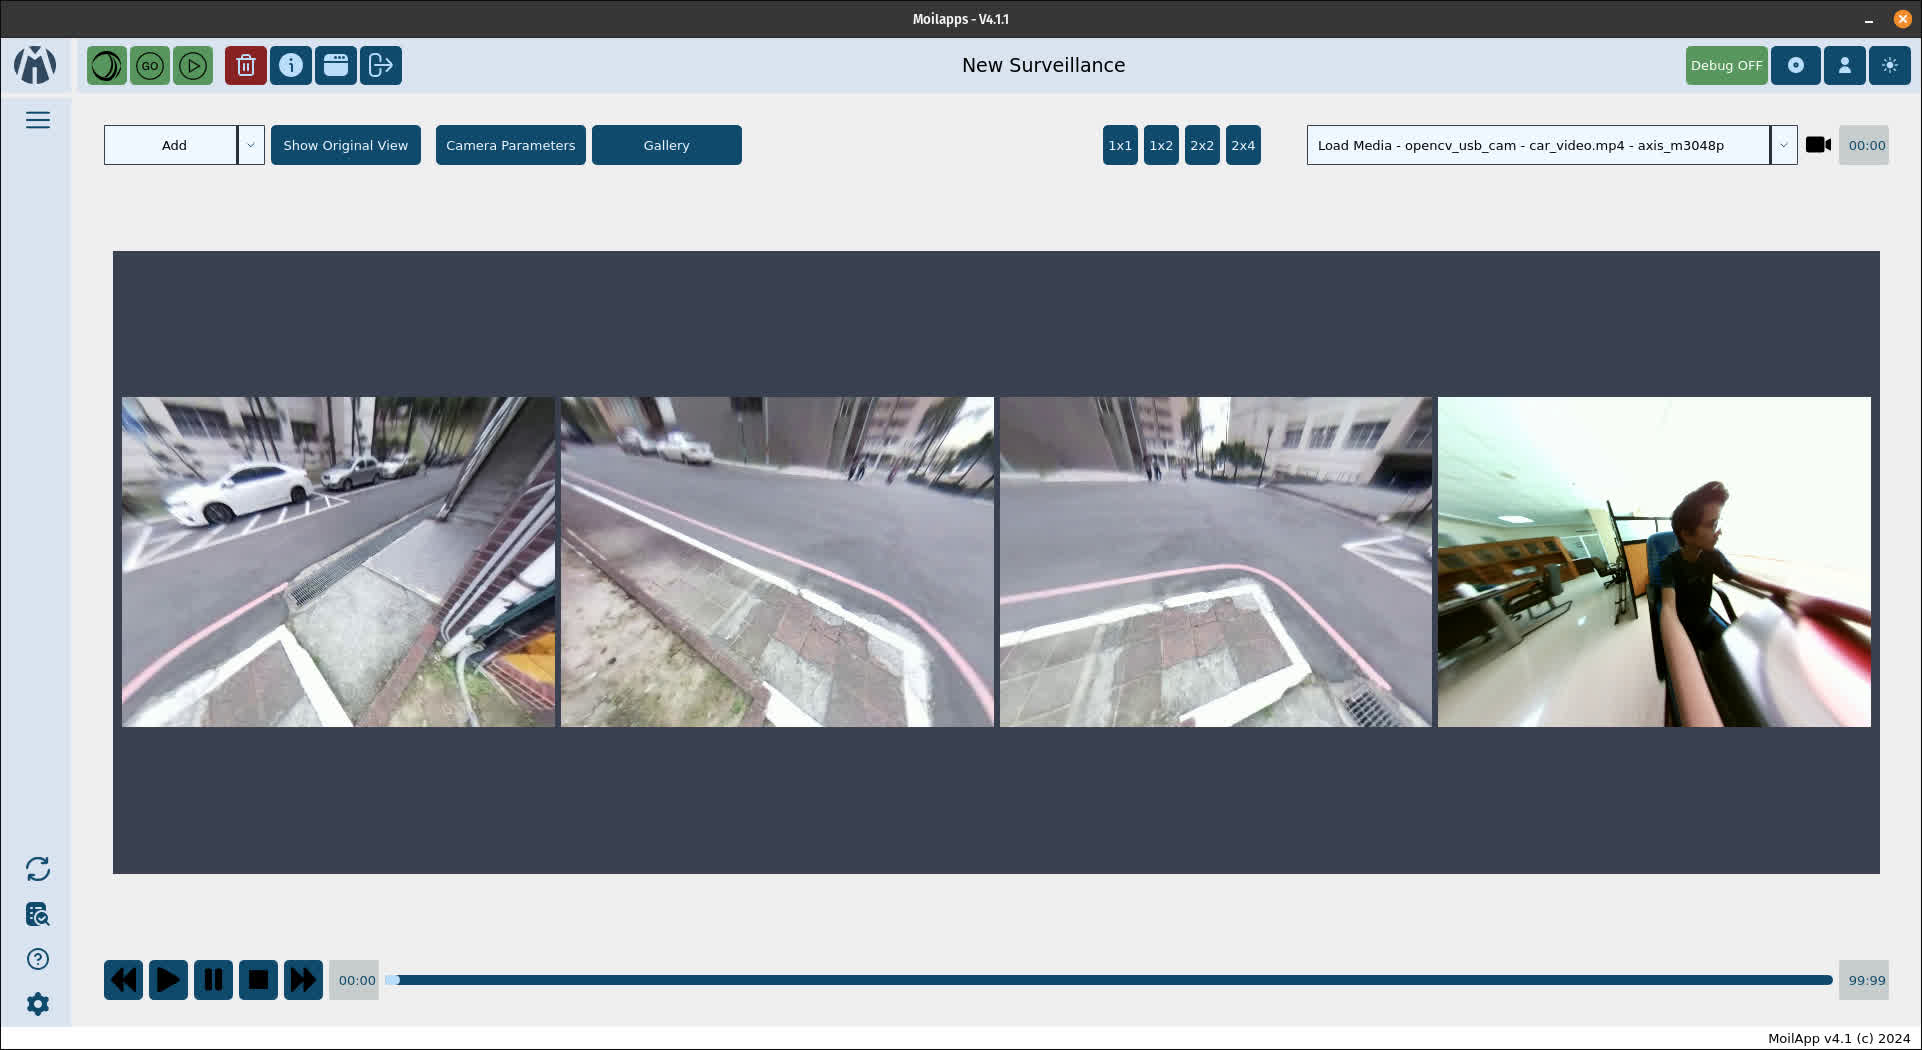 Moilapps - V4.1.1
GO
New Surveillance
Debug OFF
Add
Show Original View
Camera Parameters
Gallery
1x1
1x2
2x2
2x4
Load Media - opencv_usb_cam - car_video.mp4 - axis_m3048p
00:00
00:00
99:99
MoilApp v4.1 (c) 2024